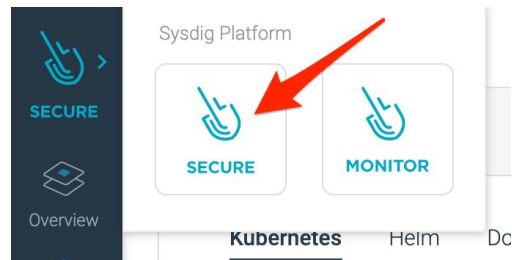 Sysdig Platform
SECURE
SECURE
MONITOR
Overview
Kubernetes Helm